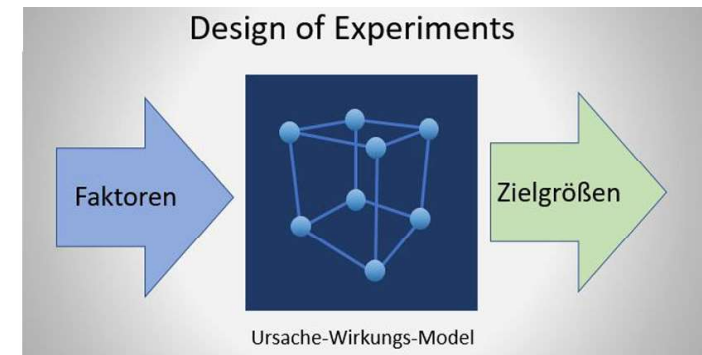 Design of Experiments
Faktoren
Zielgrößen
Ursache-Wirkungs-Model